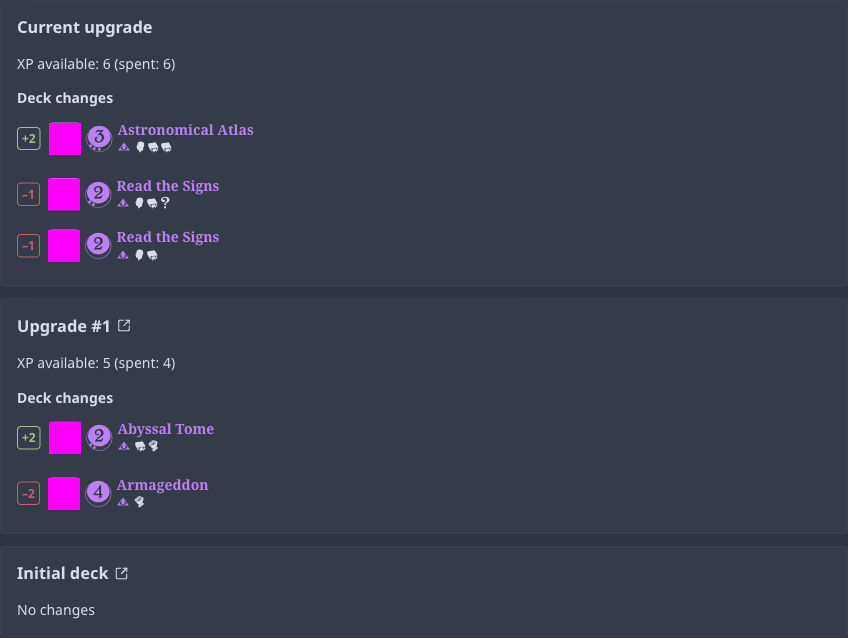 Current upgrade
XP available: 6 (spent: 6)
Deck changes
+2 3 Astronomical Atlas
–1 2 Read the Signs
?
–1 2 Read the Signs
Upgrade #1
XP available: 5 (spent: 4)
Deck changes
+2 2 Abyssal Tome
–2 4 Armageddon
Initial deck
No changes